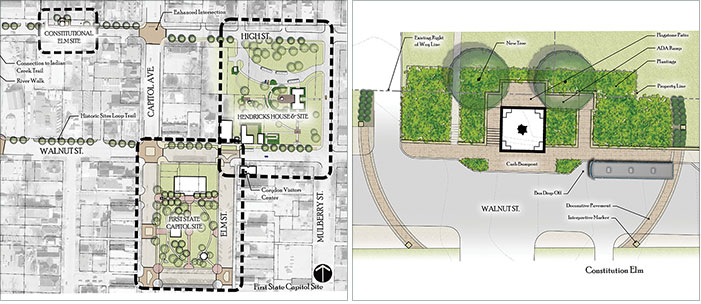 CONSTITUTIONAL
ELM SITE
Enhanced Intersection
HIGH ST.
Connection to Indian
Creek Trail
River Walk
CAPITOL AVE
HENDRICKS HOUSE & SITE
Historic Sites Loop Trail
WALNUT ST.
Corydon Visitors
Center
FIRST STATE
CAPITOL SITE
ELM ST.
MULBERRY ST.
First State Capitol Site
Existing Right
of Way Line
New Tree
Flagstone Patio
ADA Ramp
Plantings
Property Line
Curb Bumpout
Bus Drop Off
WALNUT ST.
Decorative Pavement
Interpretive Marker
Constitution Elm